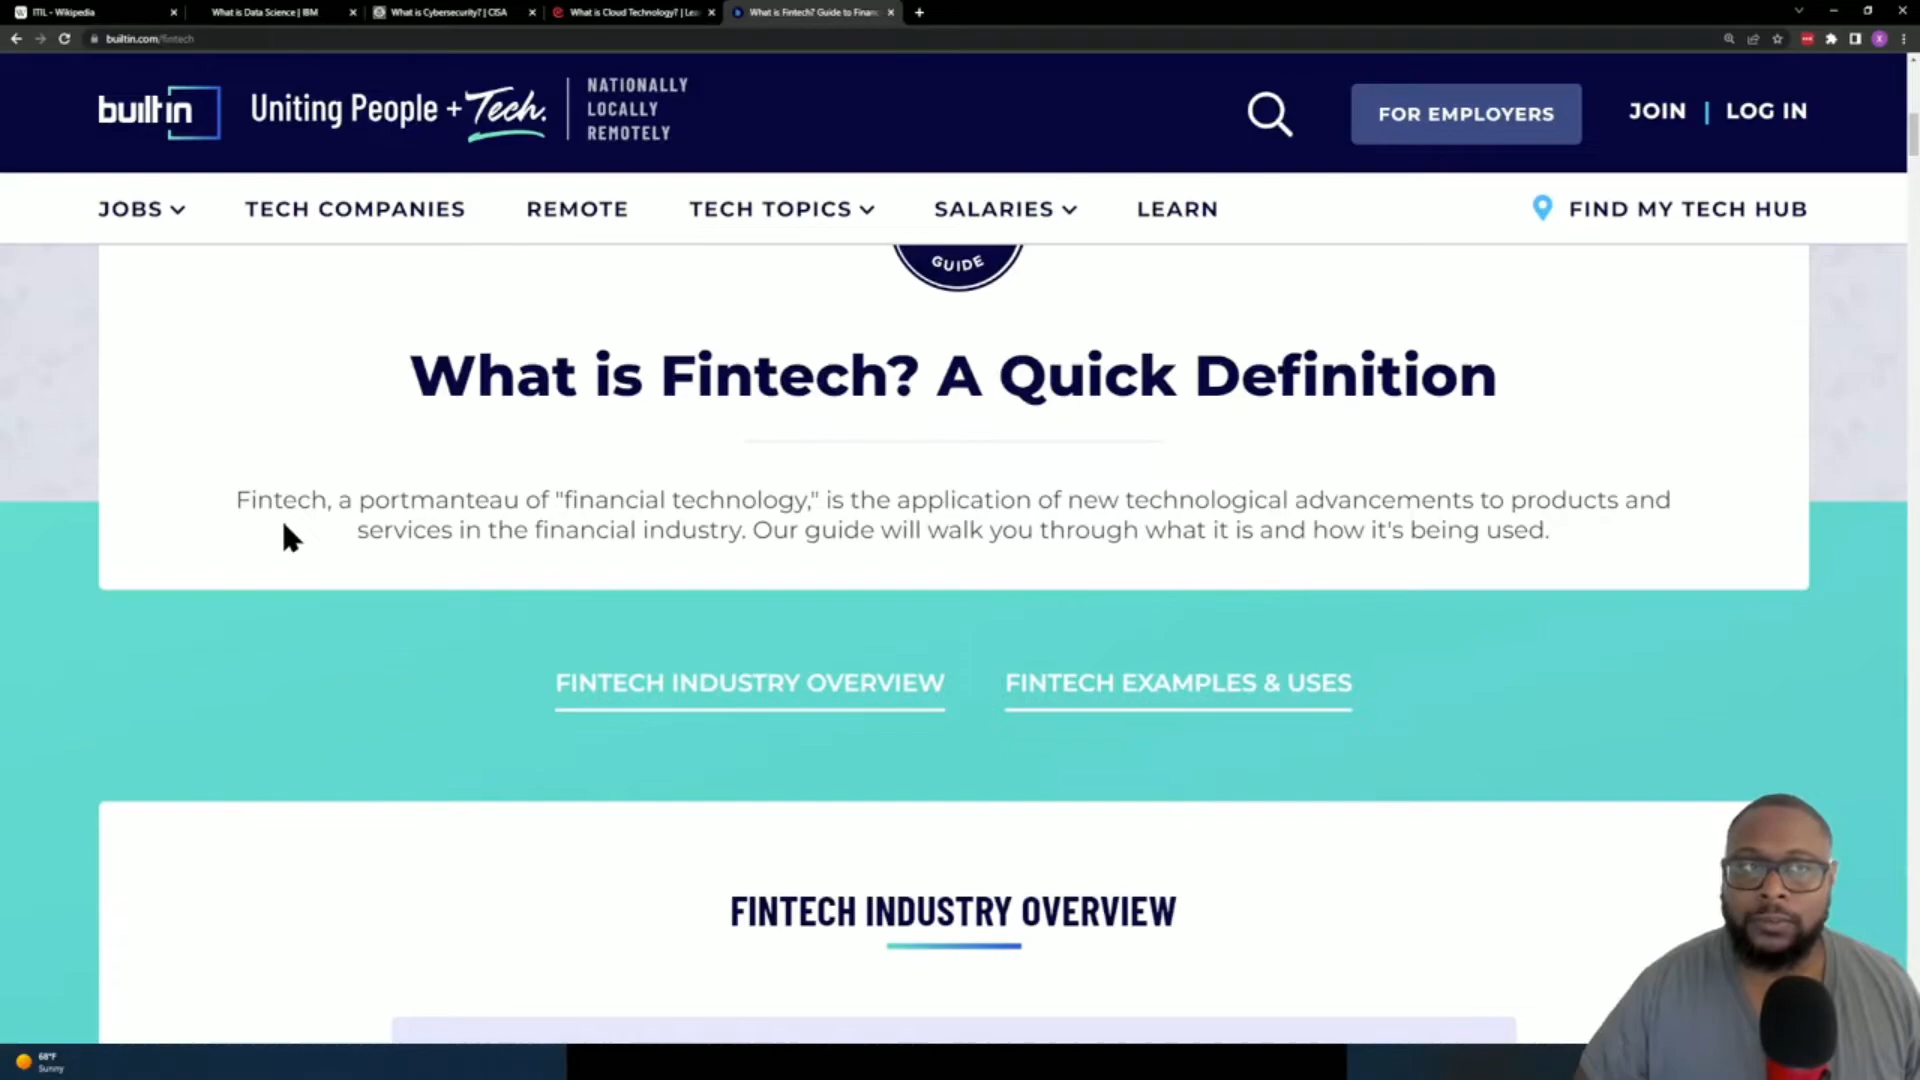 ITIL - Wikipedia
What is Data Science | IBM
What is Cybersecurity? | CISA
What is Cloud Technology? | Lea
What is Fintech? Guide to Financ
builtin.com/fintech
builtin
Uniting People + Tech.
NATIONALLY
LOCALLY
REMOTELY
FOR EMPLOYERS
JOIN | LOG IN
JOBS
TECH COMPANIES
REMOTE
TECH TOPICS
SALARIES
LEARN
FIND MY TECH HUB
GUIDE
What is Fintech? A Quick Definition
Fintech, a portmanteau of "financial technology," is the application of new technological advancements to products and
services in the financial industry. Our guide will walk you through what it is and how it's being used.
FINTECH INDUSTRY OVERVIEW
FINTECH EXAMPLES & USES
FINTECH INDUSTRY OVERVIEW
68°F
Sunny